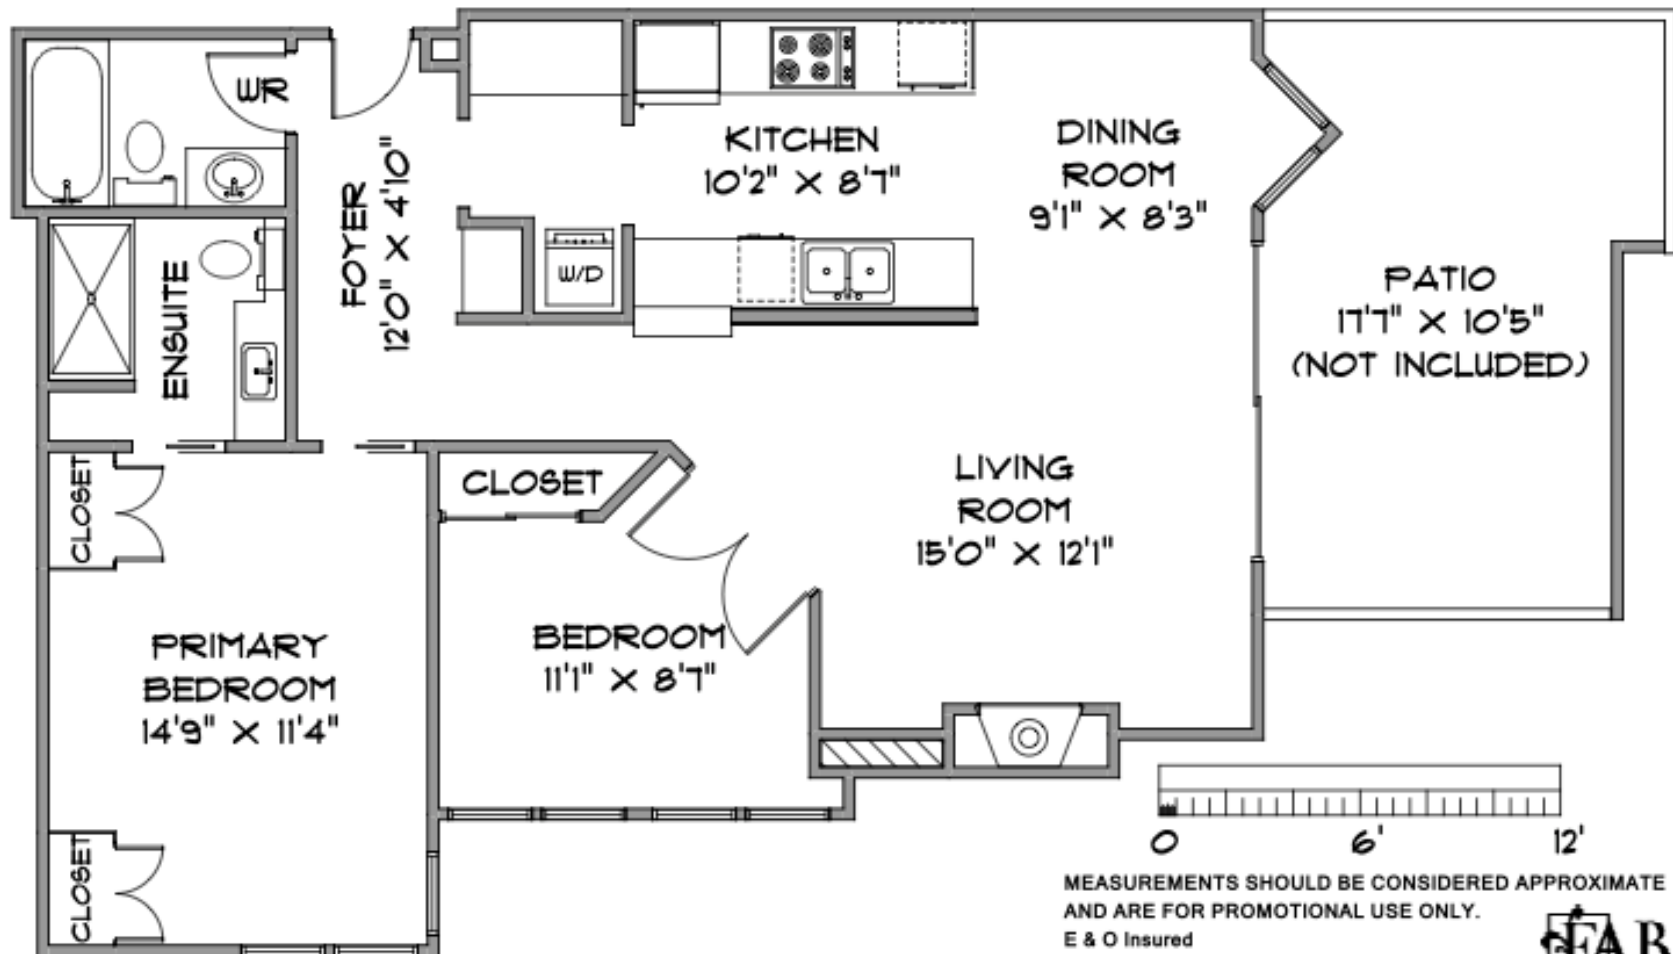 WR
FOYER
12'0" X 4'10"
KITCHEN
10'2" X 8'7"
DINING
ROOM
9'1" X 8'3"
W/D
ENSUITE
PATIO
17'7" X 10'5"
(NOT INCLUDED)
CLOSET
CLOSET
LIVING
ROOM
15'0" X 12'1"
PRIMARY
BEDROOM
14'9" X 11'4"
BEDROOM
11'1" X 8'7"
CLOSET
0 6' 12'
MEASUREMENTS SHOULD BE CONSIDERED APPROXIMATE
AND ARE FOR PROMOTIONAL USE ONLY.
E & O Insured